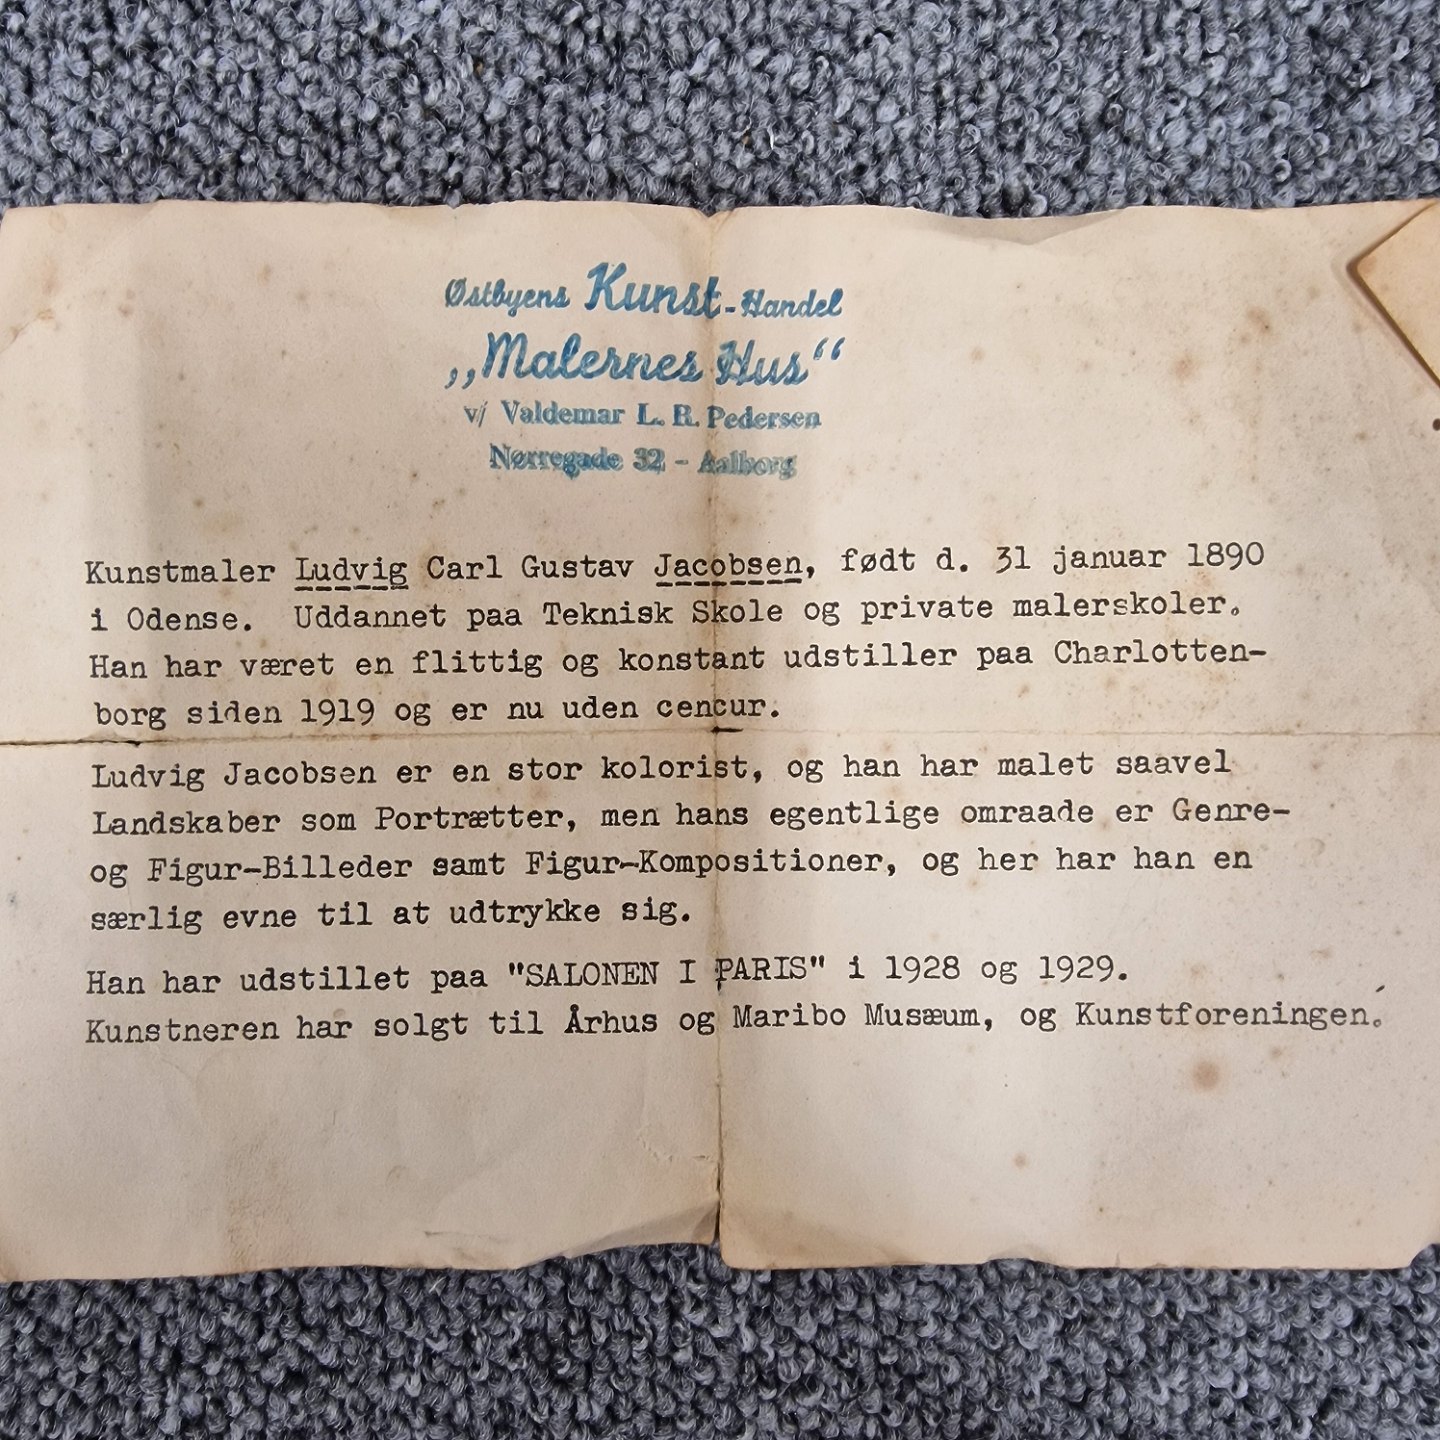 Østbyens Kunst-Handel
„Malernes Hus“
v/ Valdemar L. R. Pedersen
Nørregade 32 - Aalborg
Kunstmaler Ludvig Carl Gustav Jacobsen, født d. 31 januar 1890
i Odense. Uddannet paa Teknisk Skole og private malerskoler.
Han har været en flittig og konstant udstiller paa Charlotten-
borg siden 1919 og er nu uden cencur.
Ludvig Jacobsen er en stor kolorist, og han har malet saavel
Landskaber som Portrætter, men hans egentlige omraade er Genre-
og Figur-Billeder samt Figur-Kompositioner, og her har han en
særlig evne til at udtrykke sig.
Han har udstillet paa "SALONEN I PARIS" i 1928 og 1929.
Kunstneren har solgt til Århus og Maribo Musæum, og Kunstforeningen.